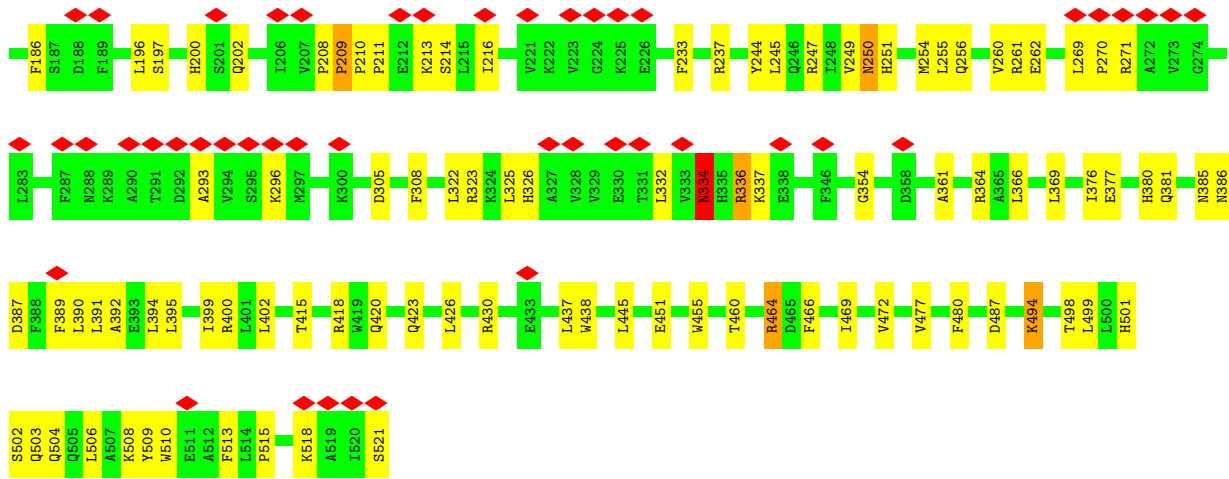 F186 S187 D188 F189 L196 S197 H200 S201 Q202 I206 V207 P208 P209 P210 P211 E212 K213 S214 L215 I216 V221 K222 V223 G224 K225 E226 F233 R237 Y244 L245 Q246 R247 I248 V249 N250 H251 M254 L255 Q256 V260 R261 E262 L269 P270 R271 A272 V273 G274
L283 F287 N288 K289 A290 T291 D292 A293 V294 S295 K296 M297 K300 D305 F308 L322 R323 K324 L325 H326 A327 V328 V329 E330 T331 L332 V333 N334 H335 R336 K337 E338 F346 G354 D358 A361 R364 A365 L366 L369 I376 E377 H380 Q381 N385 N386
D387 F388 F389 L390 L391 A392 E393 L394 L395 I399 R400 L401 L402 T415 R418 W419 Q420 Q423 L426 R430 E433 L437 W438 L445 E451 W455 T460 R464 D465 F466 I469 V472 V477 F480 D487 K494 T498 L499 L500 H501
S502 Q503 Q504 Q505 L506 A507 K508 Y509 W510 E511 A512 F513 L514 P515 K518 A519 I520 S521